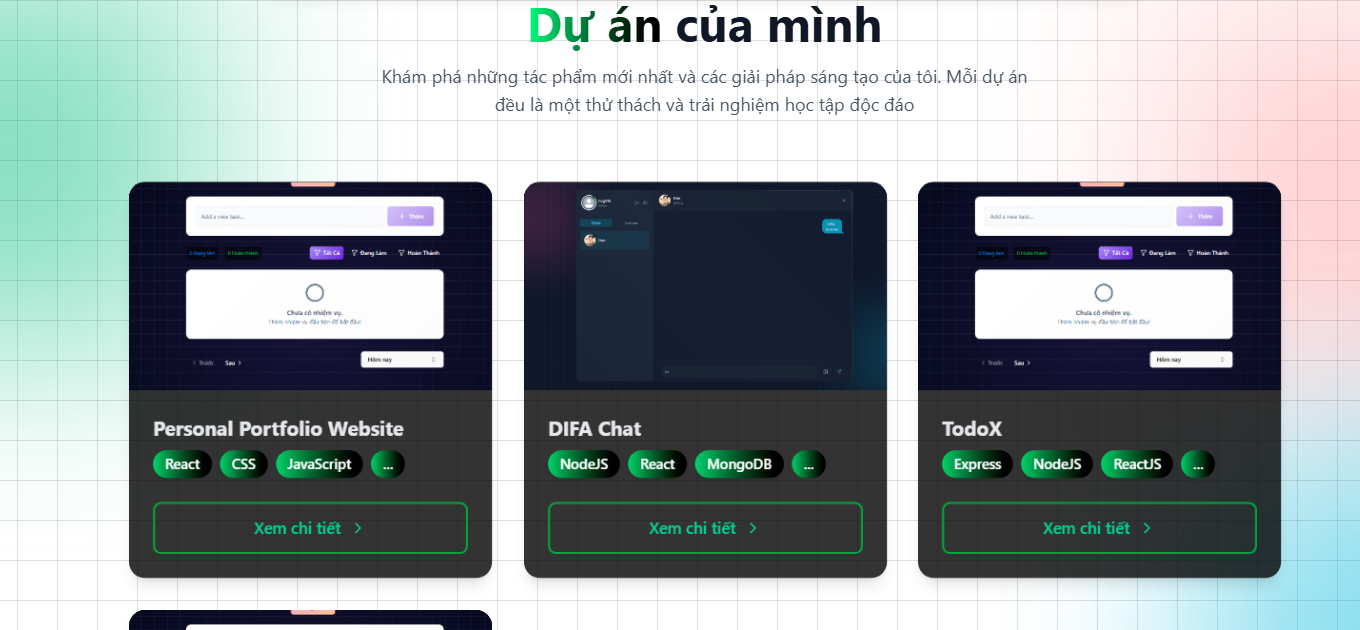 Dự án của mình
Khám phá những tác phẩm mới nhất và các giải pháp sáng tạo của tôi. Mỗi dự án
đều là một thử thách và trải nghiệm học tập độc đáo
Add a new task...
+ Thêm
0 Đang làm
0 Hoàn thành
Tất Cả
Đang Làm
Hoàn Thành
Chưa có nhiệm vụ.
Thêm nhiệm vụ đầu tiên để bắt đầu!
Trước
Sau
Hôm nay
Personal Portfolio Website
React CSS JavaScript ...
Xem chi tiết
DIFA Chat
NodeJS React MongoDB ...
Xem chi tiết
Add a new task...
+ Thêm
0 Đang làm
0 Hoàn thành
Tất Cả
Đang Làm
Hoàn Thành
Chưa có nhiệm vụ.
Thêm nhiệm vụ đầu tiên để bắt đầu!
Trước
Sau
Hôm nay
TodoX
Express NodeJS ReactJS ...
Xem chi tiết